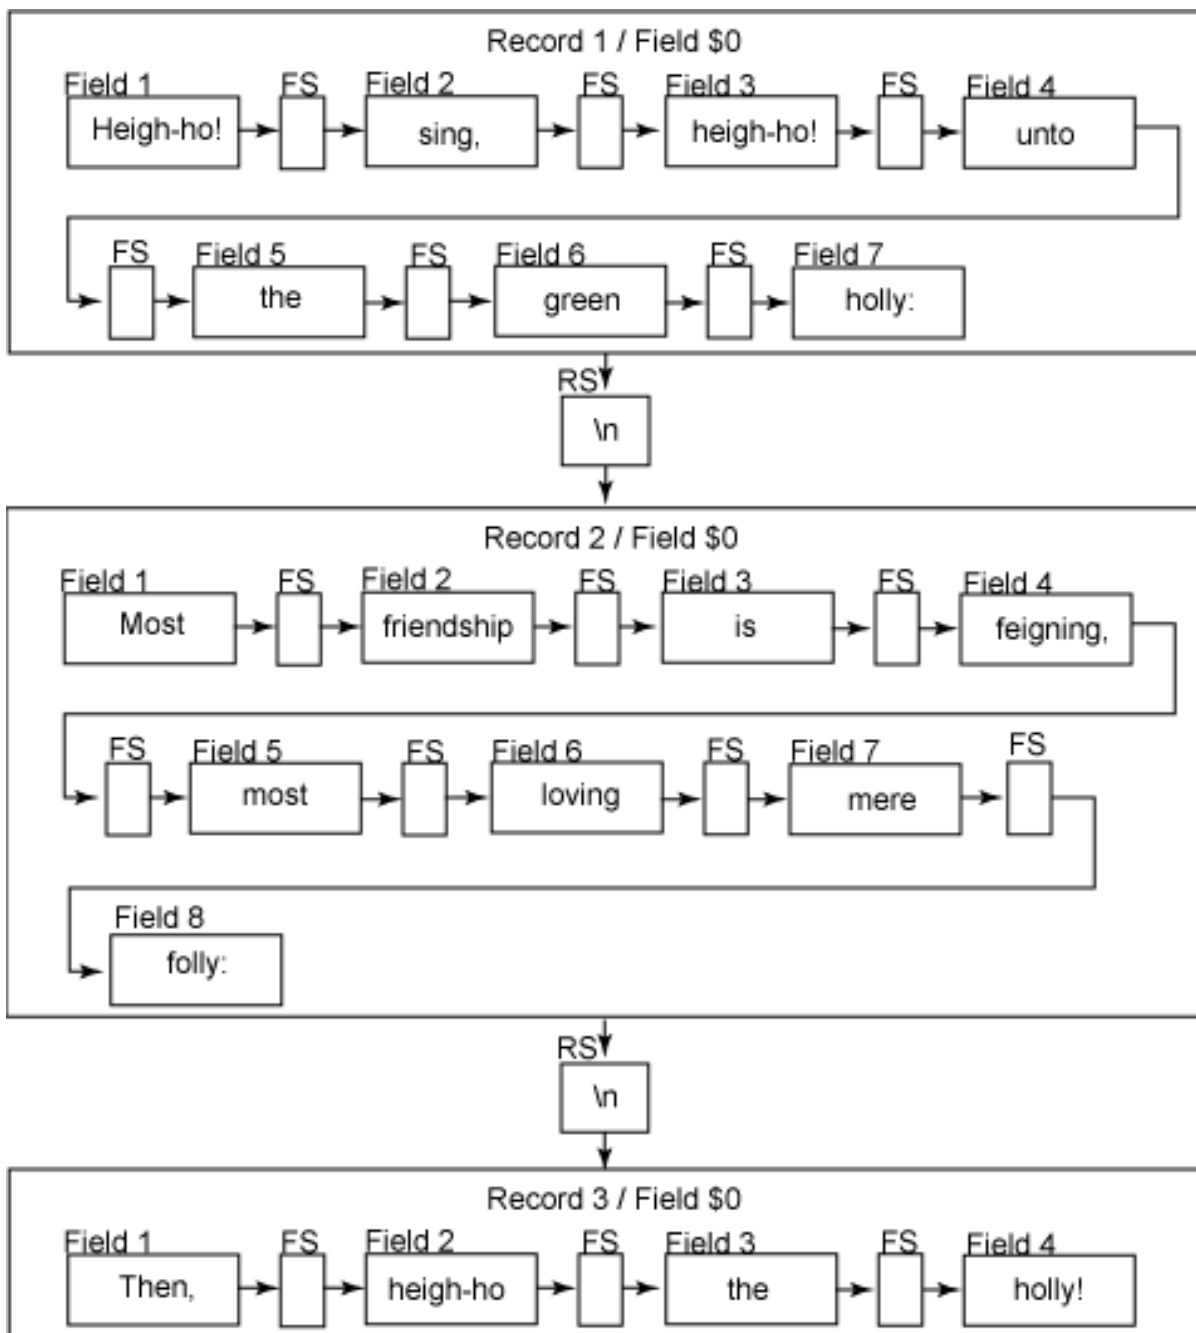 Record 1 / Field $0
Field 1 FS Field 2 FS Field 3 FS Field 4
Heigh-ho! sing, heigh-ho! unto
FS Field 5 FS Field 6 FS Field 7
the green holly:
RS
\n
Record 2 / Field $0
Field 1 FS Field 2 FS Field 3 FS Field 4
Most friendship is feigning,
FS Field 5 FS Field 6 FS Field 7 FS
most loving mere
Field 8
folly:
RS
\n
Record 3 / Field $0
Field 1 FS Field 2 FS Field 3 FS Field 4
Then, heigh-ho the holly!